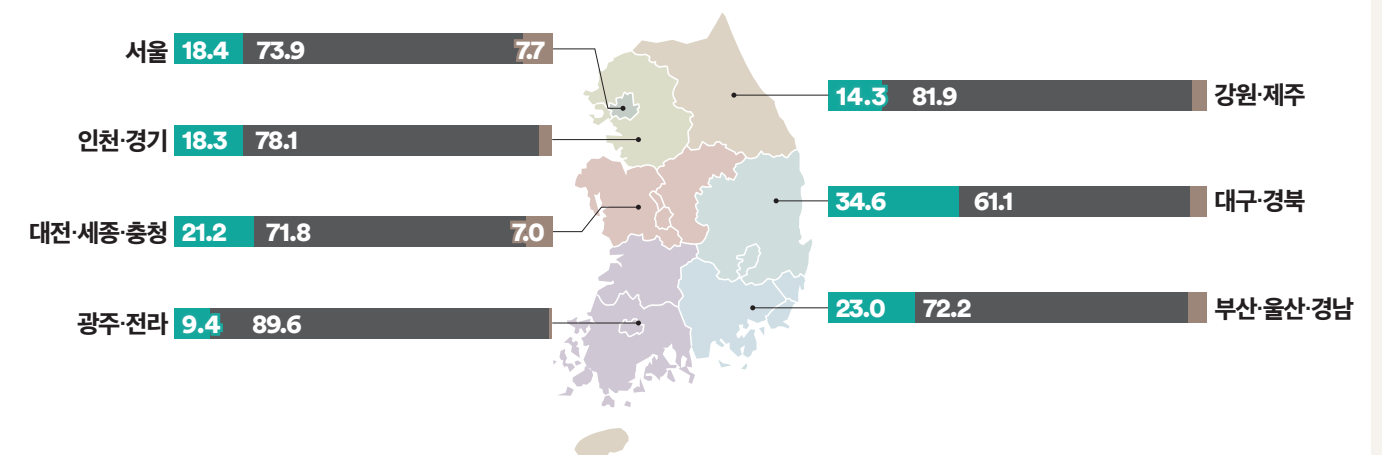 서울 18.4 73.9 7.7
인천·경기 18.3 78.1
대전·세종·충청 21.2 71.8 7.0
광주·전라 9.4 89.6
14.3 81.9 강원·제주
34.6 61.1 대구·경북
23.0 72.2 부산·울산·경남